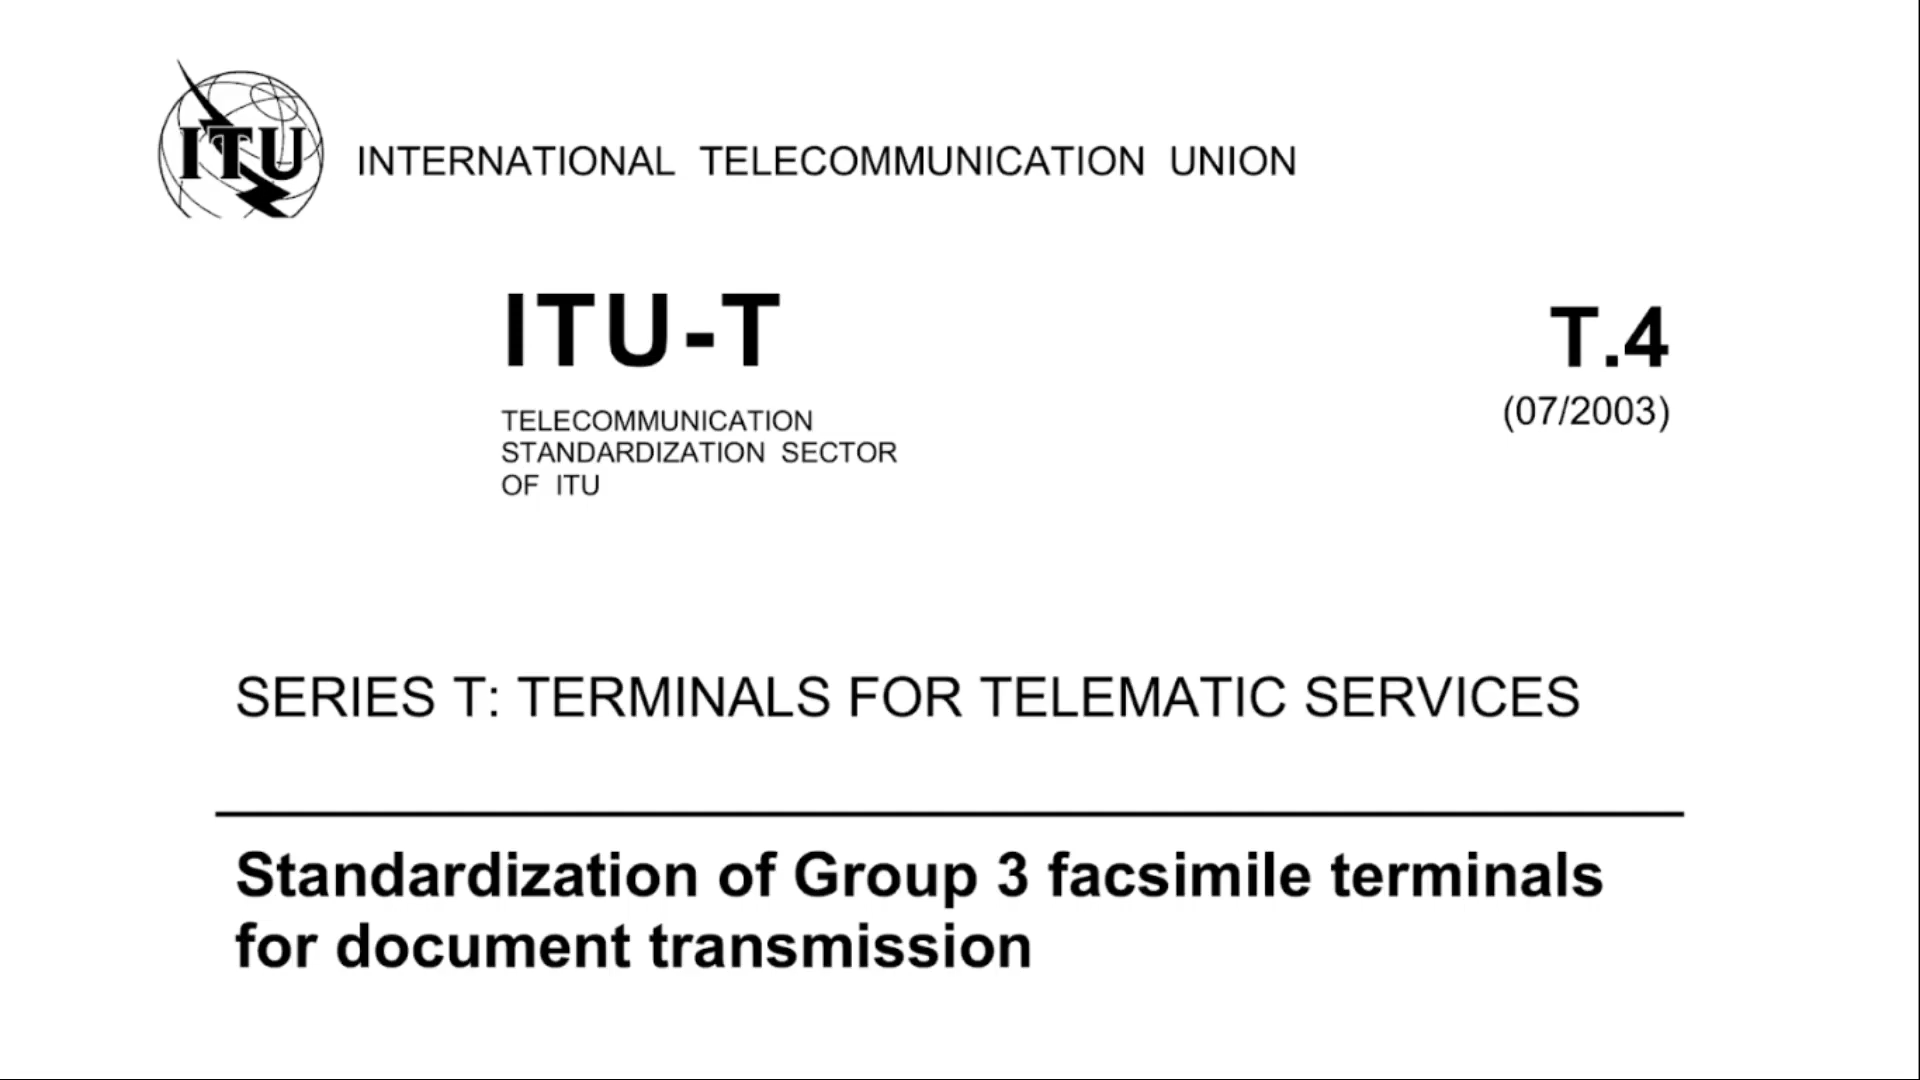 ITU
INTERNATIONAL TELECOMMUNICATION UNION
ITU-T
T.4
(07/2003)
TELECOMMUNICATION
STANDARDIZATION SECTOR
OF ITU
SERIES T: TERMINALS FOR TELEMATIC SERVICES
Standardization of Group 3 facsimile terminals
for document transmission